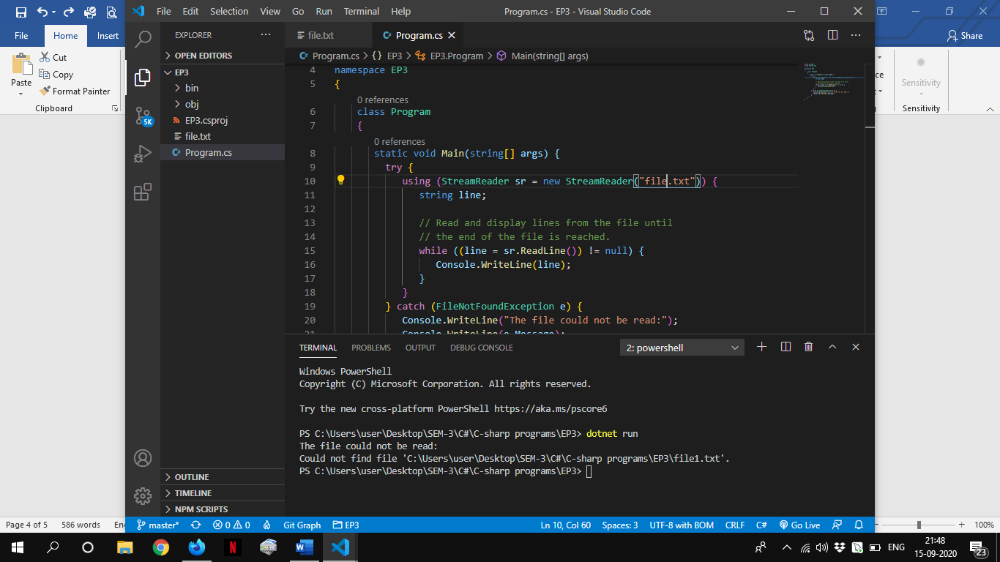 File Edit Selection View Go Run Terminal Help Program.cs - EP3 - Visual Studio Code
File Home Insert Share
Paste Cut
Copy
Format Painter
Clipboard
Sensitivity
Sensitivity
EXPLORER
OPEN EDITORS
EP3
bin
obj
EP3.csproj
file.txt
Program.cs
OUTLINE
TIMELINE
NPM SCRIPTS
5K
file.txt Program.cs
Program.cs > {} EP3 > EP3.Program > Main(string[] args)
4 namespace EP3
5 {
0 references
6 class Program
7 {
0 references
8 static void Main(string[] args) {
9 try {
10 using (StreamReader sr = new StreamReader("file.txt")) {
11 string line;
12
13 // Read and display lines from the file until
14 // the end of the file is reached.
15 while ((line = sr.ReadLine()) != null) {
16 Console.WriteLine(line);
17 }
18 }
19 } catch (FileNotFoundException e) {
20 Console.WriteLine("The file could not be read:");
21 Console.WriteLine(e.Message);
TERMINAL PROBLEMS OUTPUT DEBUG CONSOLE 2: powershell
Windows PowerShell
Copyright (C) Microsoft Corporation. All rights reserved.
Try the new cross-platform PowerShell https://aka.ms/pscore6
PS C:\Users\user\Desktop\SEM-3\C#\C-sharp programs\EP3> dotnet run
The file could not be read:
Could not find file 'C:\Users\user\Desktop\SEM-3\C#\C-sharp programs\EP3\file1.txt'.
PS C:\Users\user\Desktop\SEM-3\C#\C-sharp programs\EP3>
master* 0 0 Git Graph EP3 Ln 10, Col 60 Spaces: 3 UTF-8 with BOM CRLF C# Go Live
Page 4 of 5 586 words 100%
ENG 21:48
15-09-2020
23